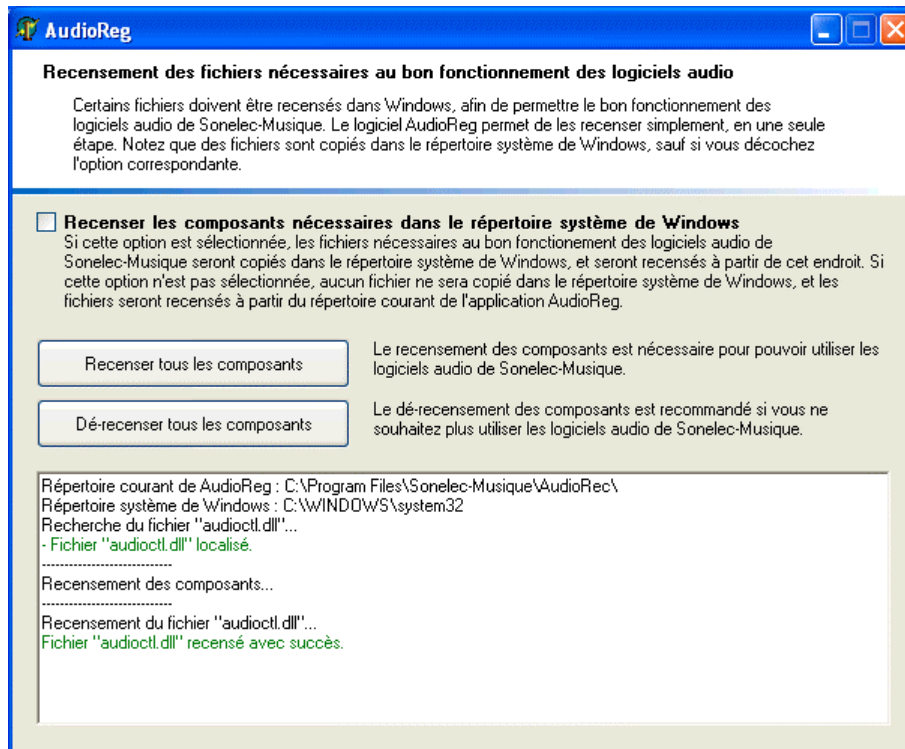 AudioReg
Recensement des fichiers nécessaires au bon fonctionnement des logiciels audio
Certains fichiers doivent être recensés dans Windows, afin de permettre le bon fonctionnement des
logiciels audio de Sonelec-Musique. Le logiciel AudioReg permet de les recenser simplement, en une seule
étape. Notez que des fichiers sont copiés dans le répertoire système de Windows, sauf si vous décochez
l'option correspondante.
Recenser les composants nécessaires dans le répertoire système de Windows
Si cette option est sélectionnée, les fichiers nécessaires au bon fonctionement des logiciels audio de
Sonelec-Musique seront copiés dans le répertoire système de Windows, et seront recensés à partir de cet endroit. Si
cette option n'est pas sélectionnée, aucun fichier ne sera copié dans le répertoire système de Windows, et les
fichiers seront recensés à partir du répertoire courant de l'application AudioReg.
Recenser tous les composants
Le recensement des composants est nécessaire pour pouvoir utiliser les
logiciels audio de Sonelec-Musique.
Dé-recenser tous les composants
Le dé-recensement des composants est recommandé si vous ne
souhaitez plus utiliser les logiciels audio de Sonelec-Musique.
Répertoire courant de AudioReg : C:\Program Files\Sonelec-Musique\AudioRec\
Répertoire système de Windows : C:\WINDOWS\system32
Recherche du fichier "audioctl.dll"...
- Fichier "audioctl.dll" localisé.
----------------------------
Recensement des composants...
----------------------------
Recensement du fichier "audioctl.dll"...
Fichier "audioctl.dll" recensé avec succès.